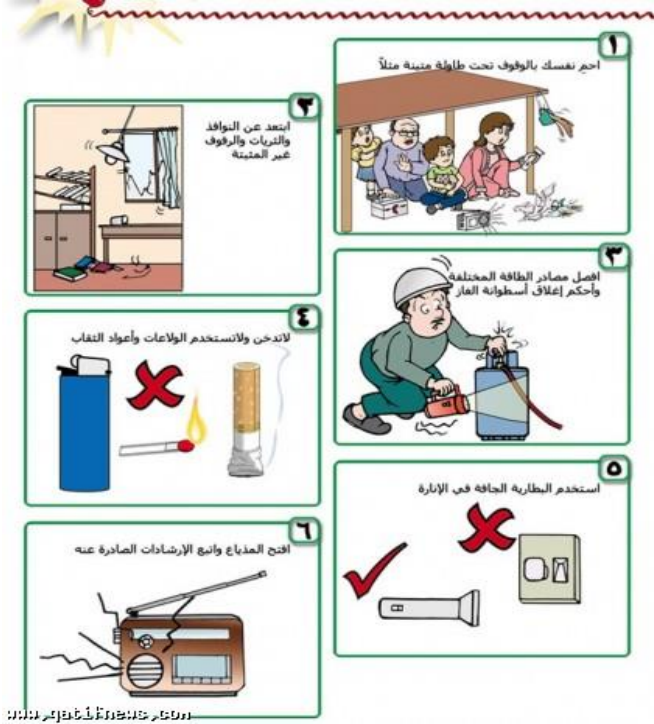 ١
احم نفسك بالوقوف تحت طاولة متينة مثلاً
٢
ابتعد عن النوافذ
والثريات والرفوف
غير المثبتة
٣
افصل مصادر الطاقة المختلفة
وأحكم إغلاق أسطوانة الغاز
٤
لاتدخن ولاتستخدم الولاعات وأعواد الثقاب
٥
استخدم البطارية الجافة في الإنارة
٦
افتح المذياع واتبع الإرشادات الصادرة عنه
www.qatifnews.com